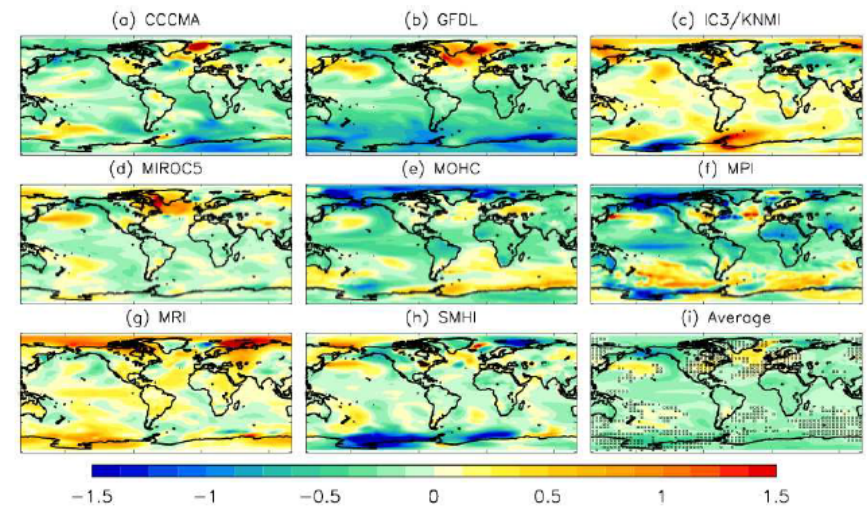 (a) CCCMA
(b) GFDL
(c) IC3/KNMI
(d) MIROC5
(e) MOHC
(f) MPI
(g) MRI
(h) SMHI
(i) Average
−1.5 −1 −0.5 0 0.5 1 1.5